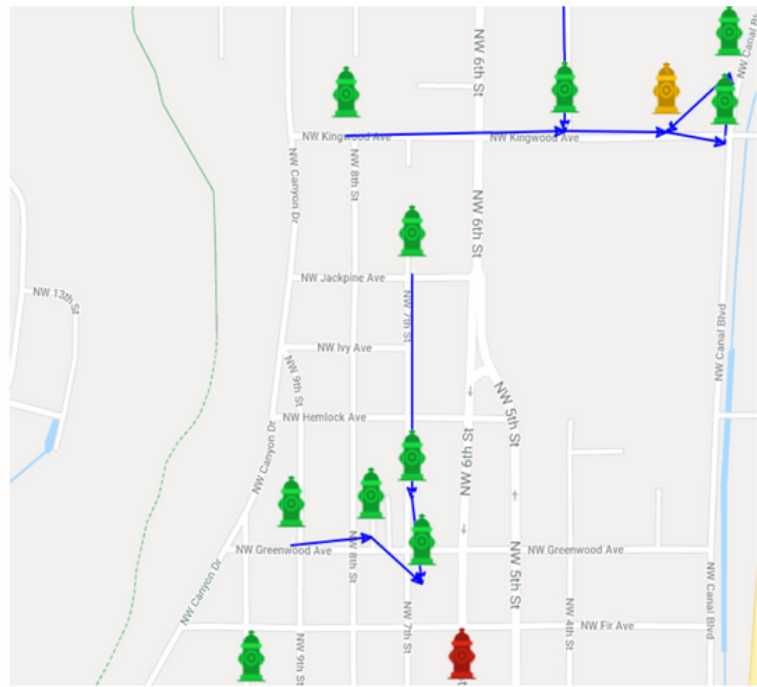 NW 6th St
NW Canal Blvd
NW Kingwood Ave
NW Kingwood Ave
NW Canyon Dr
NW 8th St
NW 6th St
NW Jackpine Ave
NW 13th St
NW 7th St
NW Canal Blvd
NW Ivy Ave
NW 9th St
NW 5th St
NW Hemlock Ave
NW Canyon Dr
NW 6th St
NW 8th St
NW Greenwood Ave
NW Greenwood Ave
NW 5th St
NW Canyon Dr
NW Canal Blvd
NW 7th St
NW 4th St
NW Fir Ave
NW 9th St